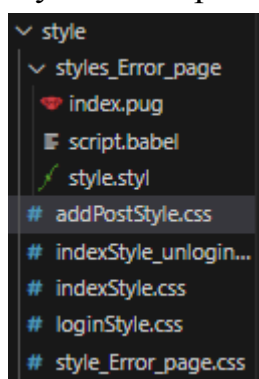 style
styles_Error_page
index.pug
script.babel
style.styl
# addPostStyle.css
# indexStyle_unlogin...
# indexStyle.css
# loginStyle.css
# style_Error_page.css